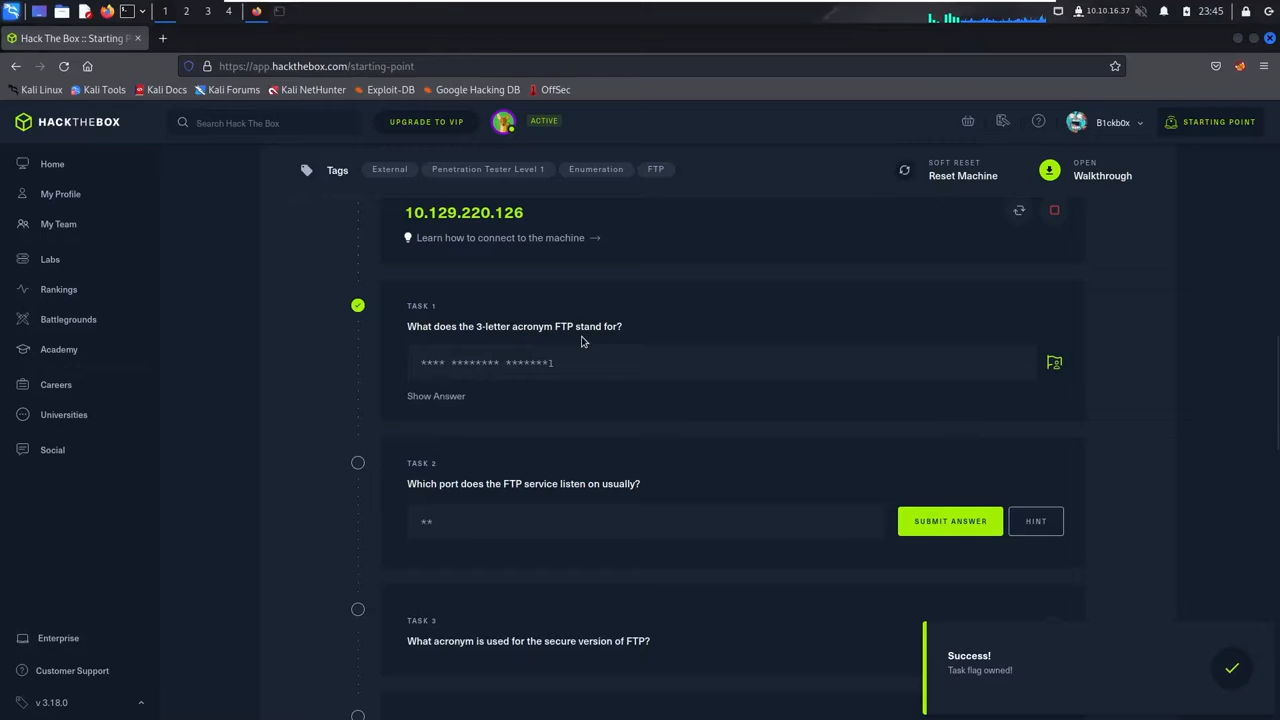 1 2 3 4 10.10.16.37 23:45
Hack The Box :: Starting P
https://app.hackthebox.com/starting-point
Kali Linux Kali Tools Kali Docs Kali Forums Kali NetHunter Exploit-DB Google Hacking DB OffSec
HACKTHEBOX
Search Hack The Box
UPGRADE TO VIP
ACTIVE
B1ckb0x
STARTING POINT
Home
My Profile
My Team
Labs
Rankings
Battlegrounds
Academy
Careers
Universities
Social
Enterprise
Customer Support
v 3.18.0
Tags External Penetration Tester Level 1 Enumeration FTP
SOFT RESET
Reset Machine
OPEN
Walkthrough
10.129.220.126
Learn how to connect to the machine →
TASK 1
What does the 3-letter acronym FTP stand for?
**** ******** *******l
Show Answer
TASK 2
Which port does the FTP service listen on usually?
**
SUBMIT ANSWER
HINT
TASK 3
What acronym is used for the secure version of FTP?
Success!
Task flag owned!